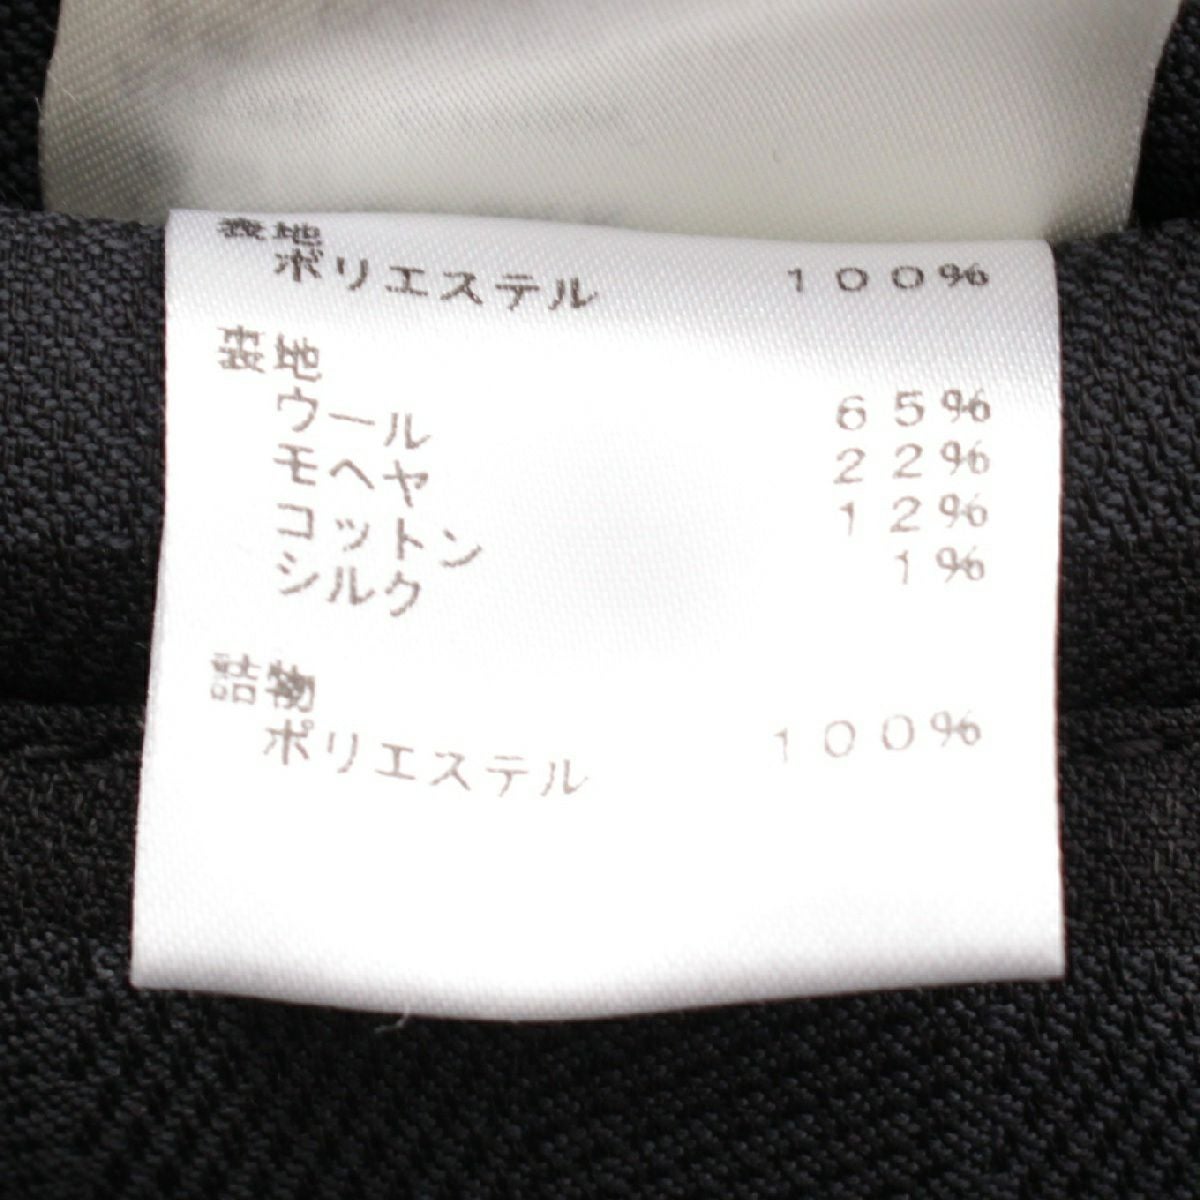 表地
ポリエステル 100%
表地
ウール 65%
モヘヤ 22%
コットン 12%
シルク 1%
詰物
ポリエステル 100%